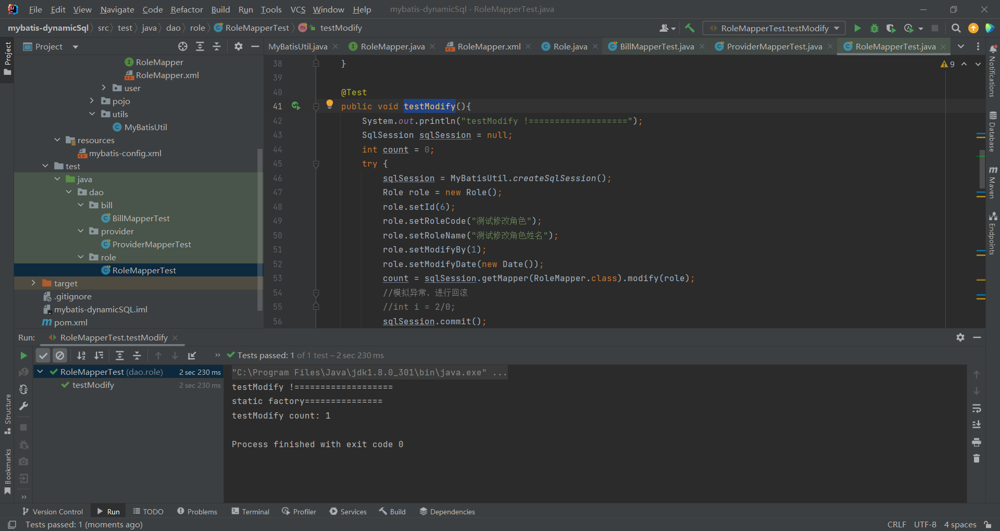 File Edit View Navigate Code Refactor Build Run Tools VCS Window Help mybatis-dynamicSql - RoleMapperTest.java
mybatis-dynamicSql src test java dao role RoleMapperTest testModify RoleMapperTest.testModify
Project
MyBatisUtil.java RoleMapper.java RoleMapper.xml Role.java BillMapperTest.java ProviderMapperTest.java RoleMapperTest.java
RoleMapper
RoleMapper.xml
user
pojo
utils
MyBatisUtil
resources
mybatis-config.xml
test
java
dao
bill
BillMapperTest
provider
ProviderMapperTest
role
RoleMapperTest
target
.gitignore
mybatis-dynamicSQL.iml
pom.xml
9
38 }
39
40 @Test
41 public void testModify(){
42 System.out.println("testModify !===================");
43 SqlSession sqlSession = null;
44 int count = 0;
45 try {
46 sqlSession = MyBatisUtil.createSqlSession();
47 Role role = new Role();
48 role.setId(6);
49 role.setRoleCode("测试修改角色");
50 role.setRoleName("测试修改角色姓名");
51 role.setModifyBy(1);
52 role.setModifyDate(new Date());
53 count = sqlSession.getMapper(RoleMapper.class).modify(role);
54 //模拟异常，进行回滚
55 //int i = 2/0;
56 sqlSession.commit();
Project
Structure
Bookmarks
Notifications
Database
Maven
Endpoints
Run: RoleMapperTest.testModify
Tests passed: 1 of 1 test – 2 sec 230 ms
RoleMapperTest (dao.role) 2 sec 230 ms
testModify 2 sec 230 ms
"C:\Program Files\Java\jdk1.8.0_301\bin\java.exe" ...
testModify !===================
static factory===============
testModify count: 1
Process finished with exit code 0
Version Control Run TODO Problems Terminal Profiler Services Build Dependencies
Tests passed: 1 (moments ago) CRLF UTF-8 4 spaces